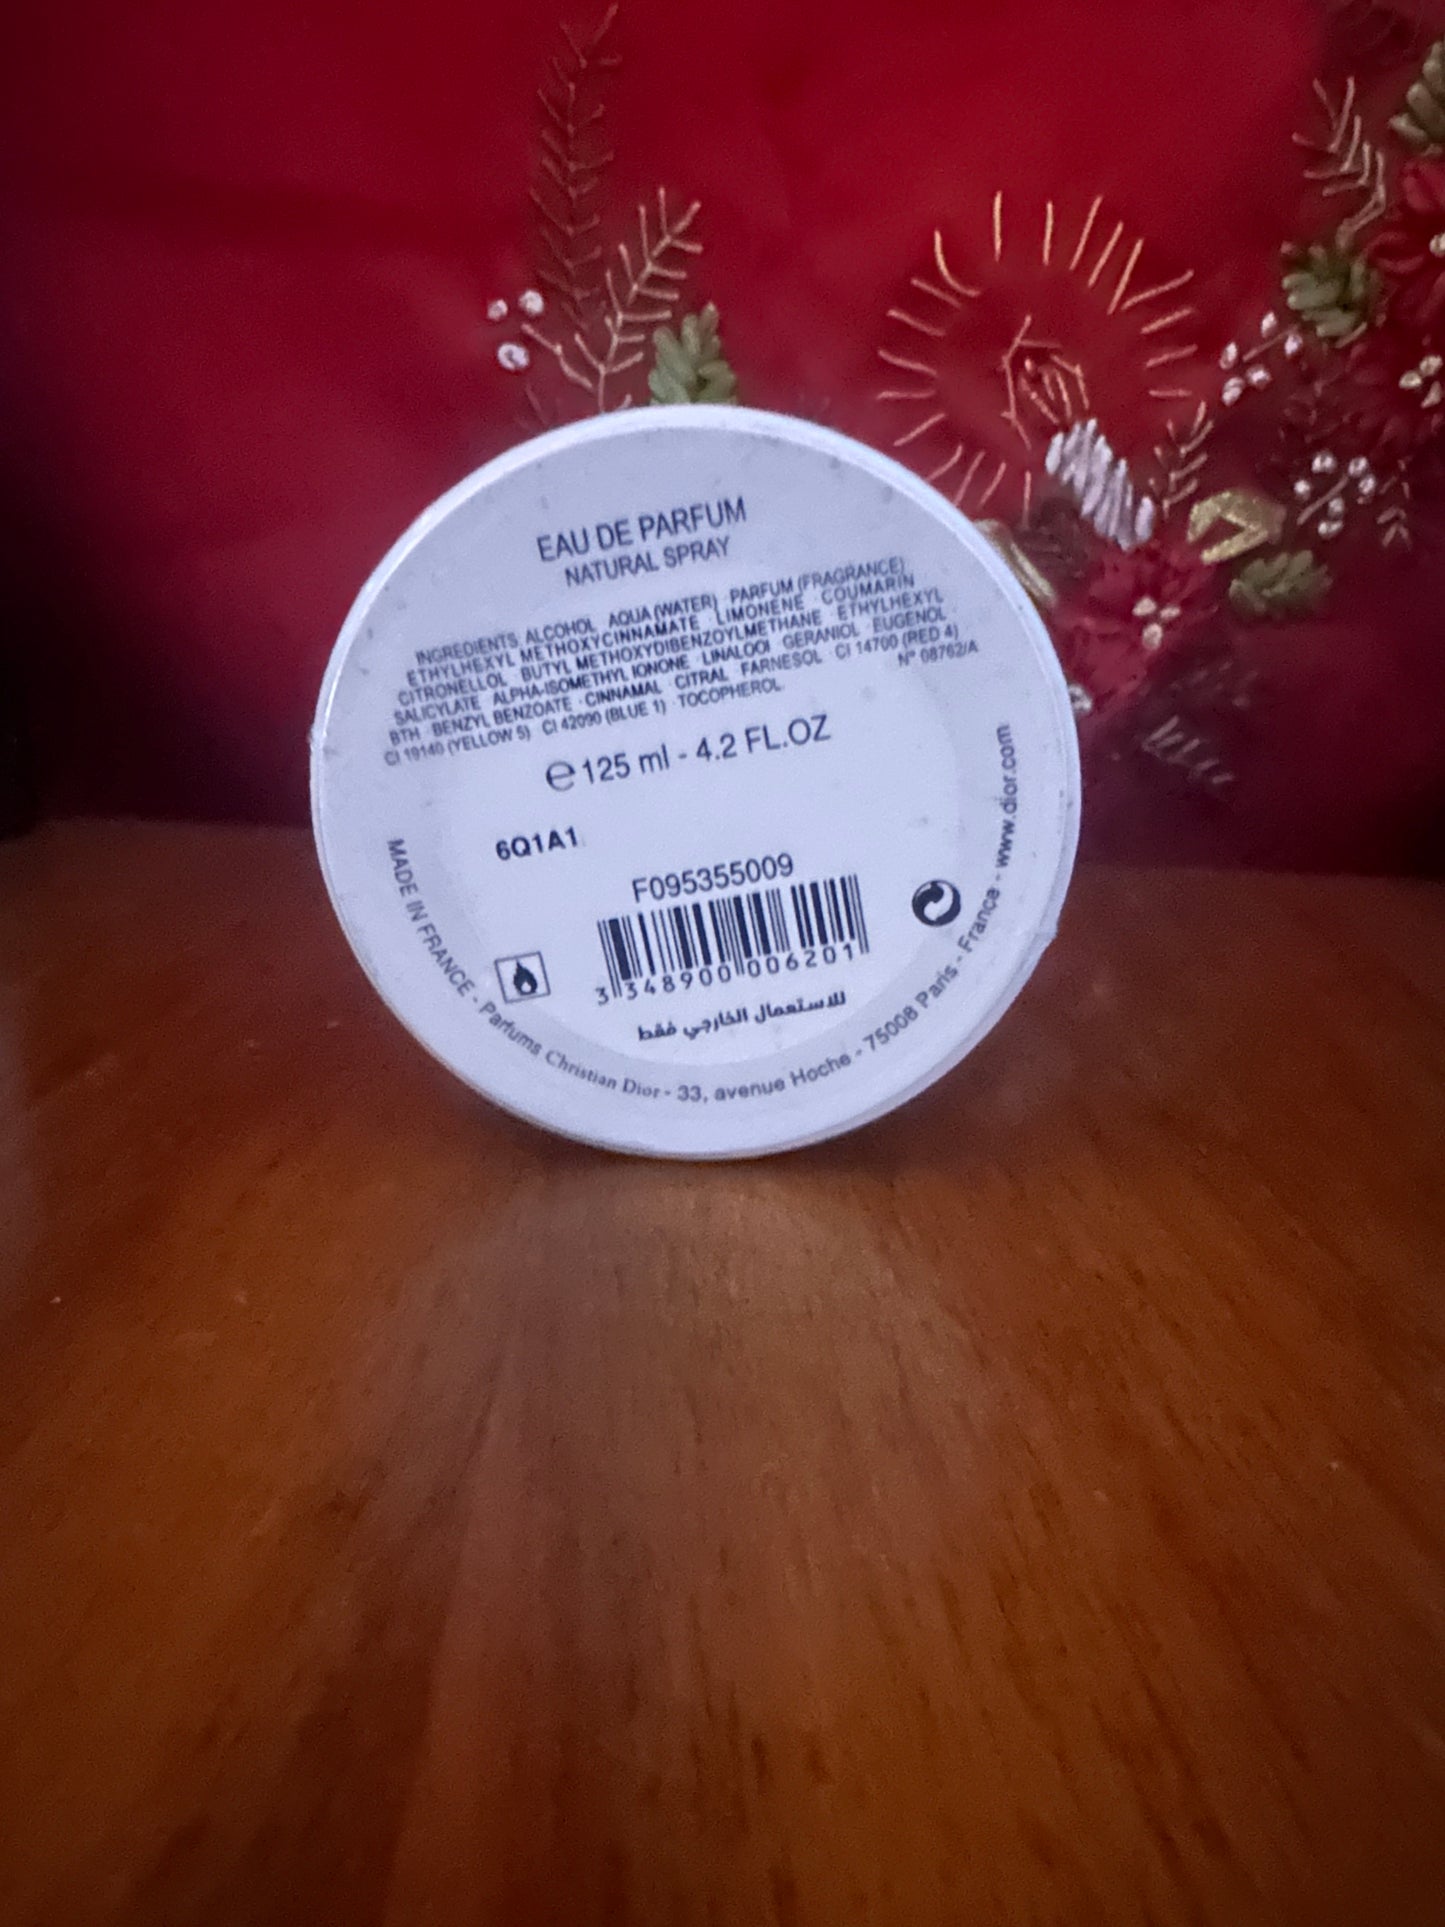 EAU DE PARFUM
NATURAL SPRAY
INGREDIENTS: ALCOHOL · AQUA (WATER) · PARFUM (FRAGRANCE)
ETHYLHEXYL METHOXYCINNAMATE · LIMONENE · COUMARIN
CITRONELLOL · BUTYL METHOXYDIBENZOYLMETHANE · ETHYLHEXYL
SALICYLATE · ALPHA-ISOMETHYL IONONE · LINALOOL · GERANIOL · EUGENOL
BTH · BENZYL BENZOATE · CINNAMAL · CITRAL · FARNESOL · CI 14700 (RED 4)
CI 19140 (YELLOW 5) · CI 42090 (BLUE 1) · TOCOPHEROL
N° 08762/A
e 125 ml - 4.2 FL.OZ
6Q1A1
F095355009
3 348900 006201
للاستعمال الخارجي فقط
MADE IN FRANCE - Parfums Christian Dior - 33, avenue Hoche - 75008 Paris - France - www.dior.com